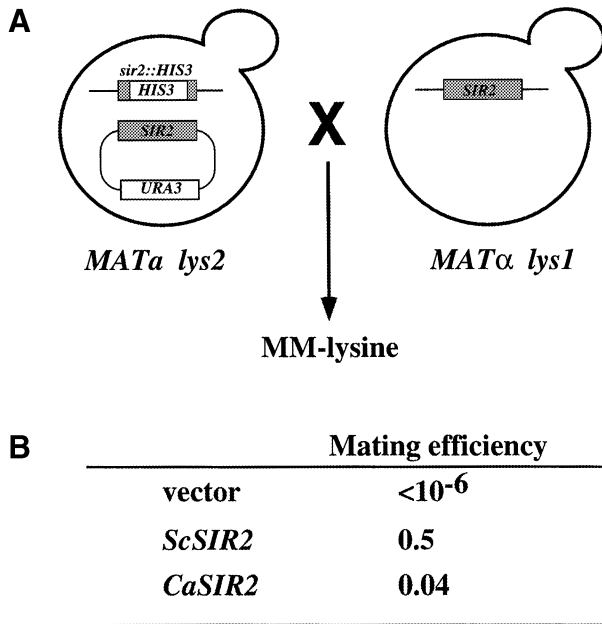 A
sir2::HIS3
HIS3
SIR2
URA3
X
SIR2
MATa lys2
MATα lys1
MM-lysine
B
Mating efficiency
vector <10-6
ScSIR2 0.5
CaSIR2 0.04